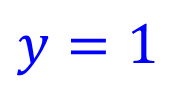 y = 1